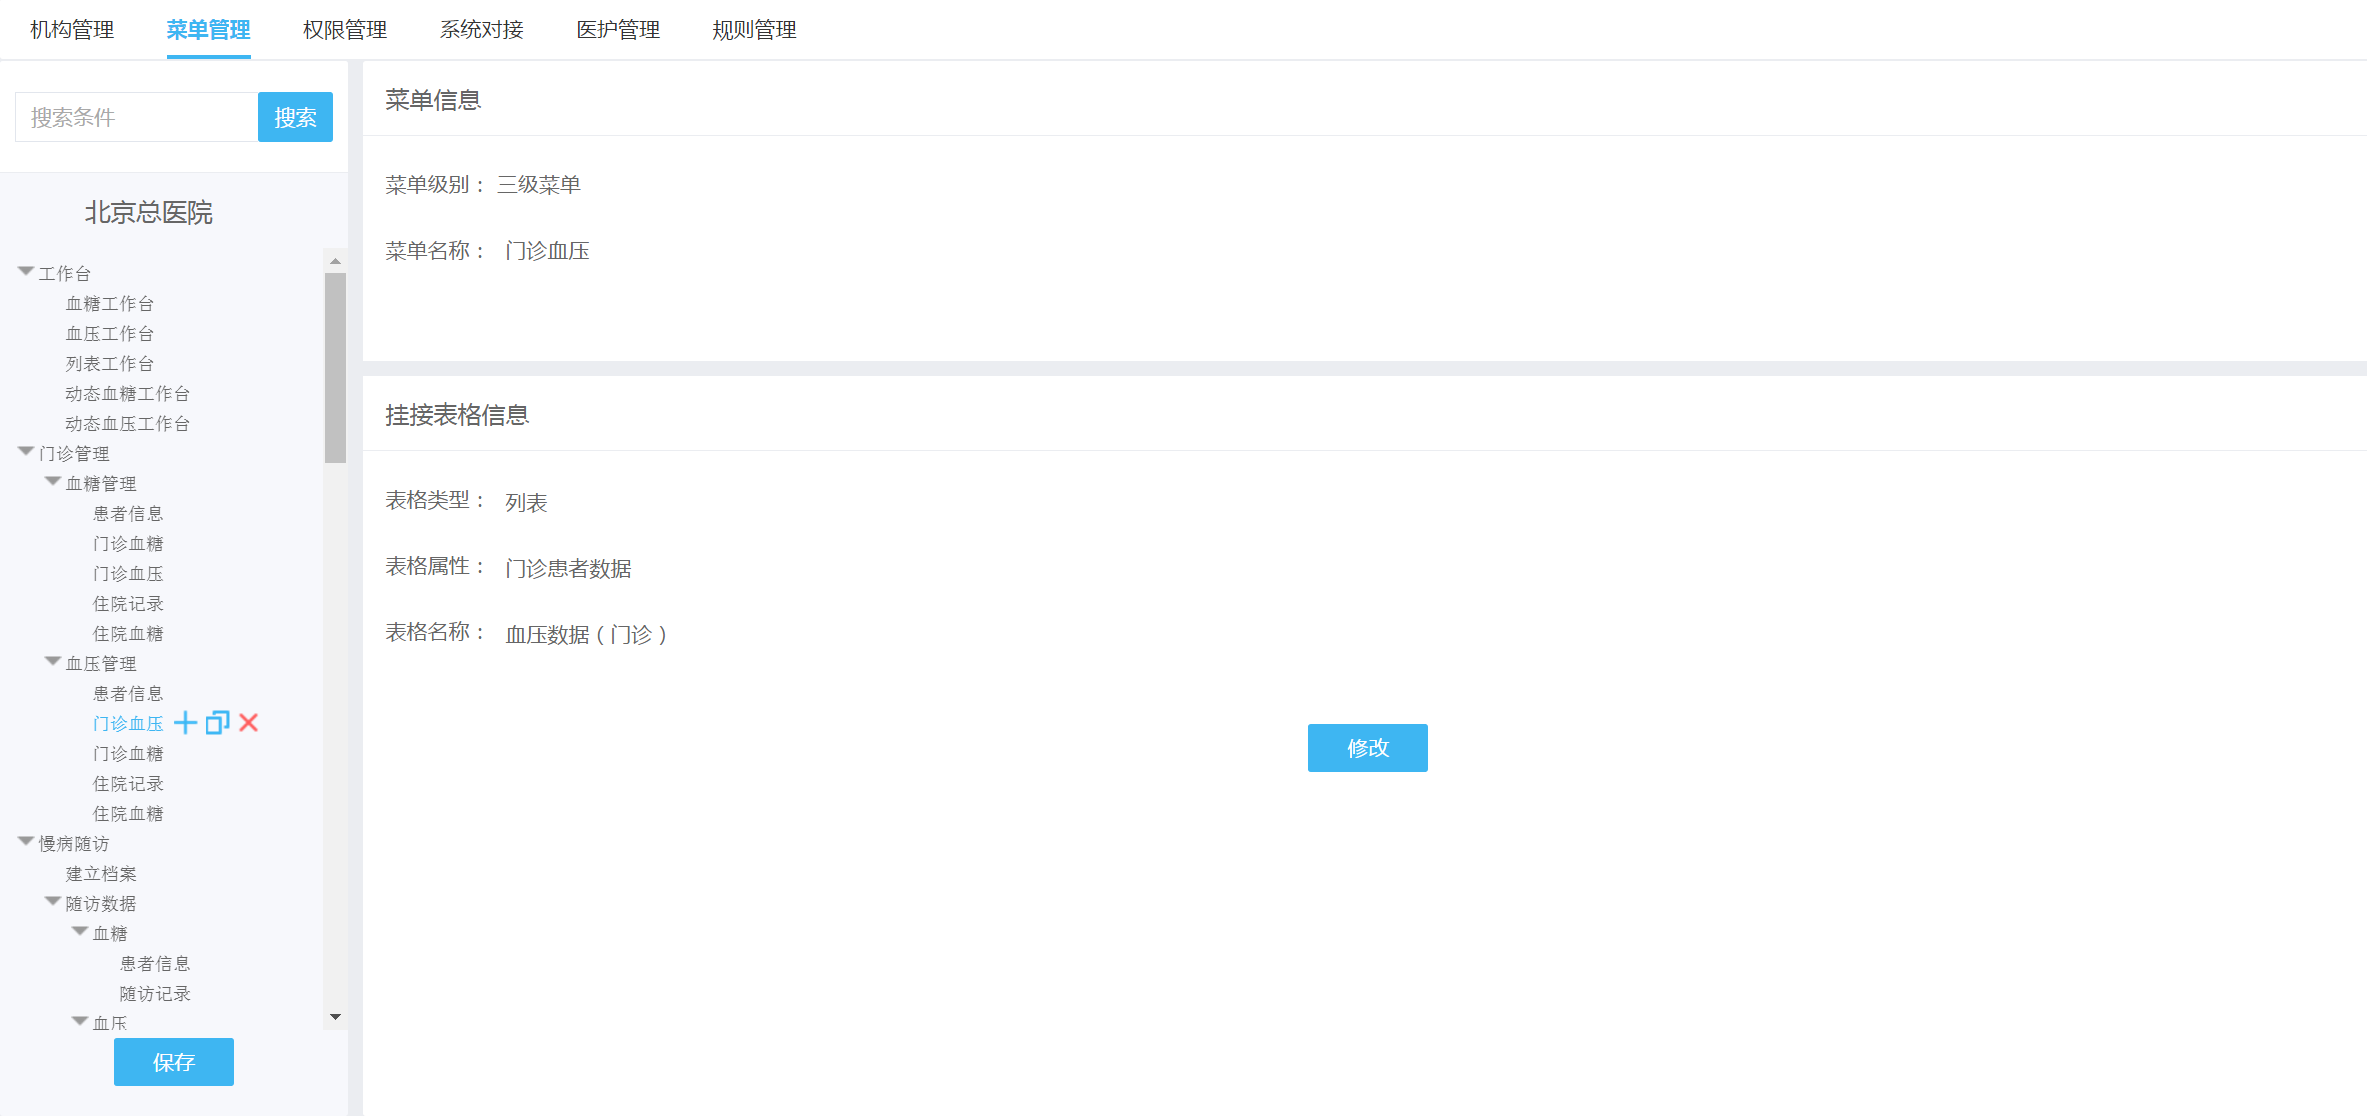 机构管理 菜单管理 权限管理 系统对接 医护管理 规则管理
搜索条件 搜索
北京总医院
工作台
血糖工作台
血压工作台
列表工作台
动态血糖工作台
动态血压工作台
门诊管理
血糖管理
患者信息
门诊血糖
门诊血压
住院记录
住院血糖
血压管理
患者信息
门诊血压
门诊血糖
住院记录
住院血糖
慢病随访
建立档案
随访数据
血糖
患者信息
随访记录
血压
保存
菜单信息
菜单级别： 三级菜单
菜单名称： 门诊血压
挂接表格信息
表格类型： 列表
表格属性： 门诊患者数据
表格名称： 血压数据（门诊）
修改